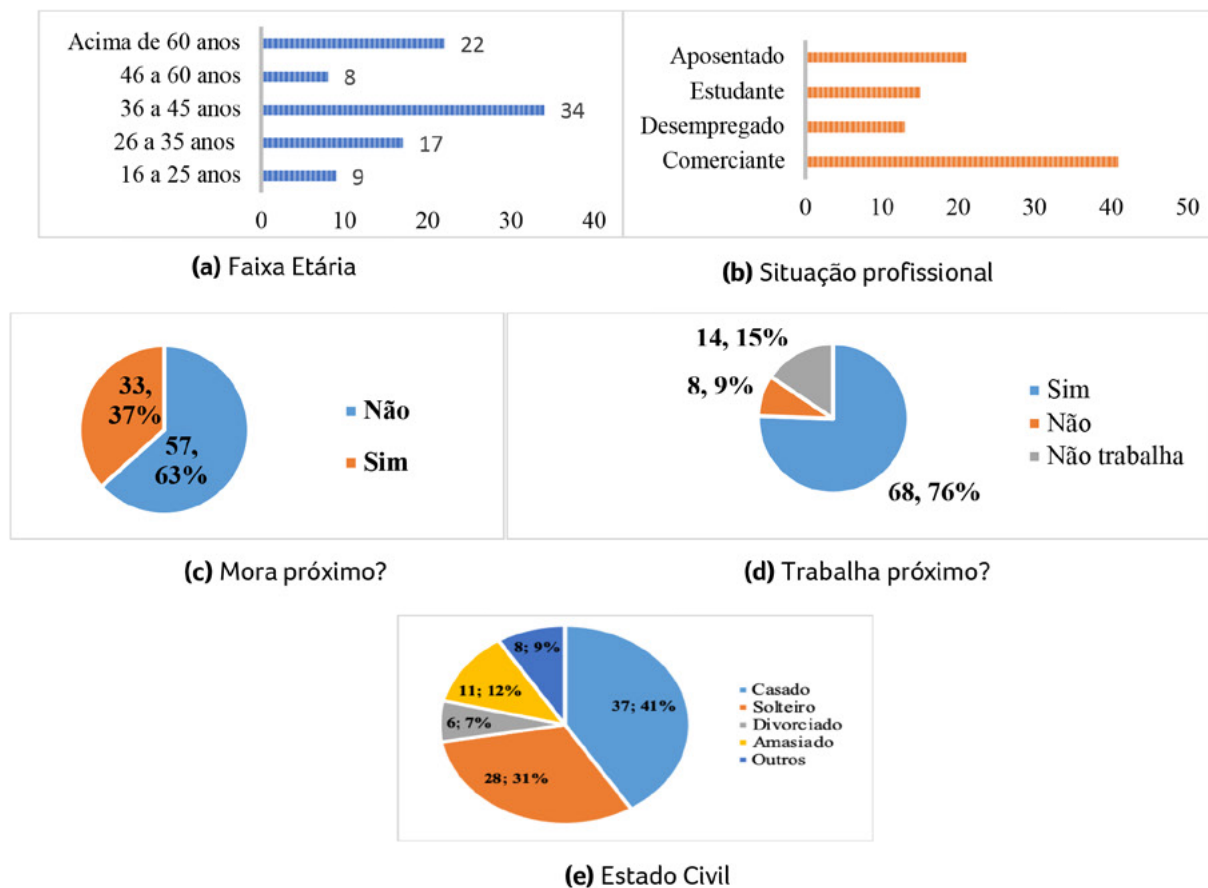 Acima de 60 anos 22
46 a 60 anos 8
36 a 45 anos 34
26 a 35 anos 17
16 a 25 anos 9
0 10 20 30 40
(a) Faixa Etária
Aposentado
Estudante
Desempregado
Comerciante
0 10 20 30 40 50
(b) Situação profissional
33,
37%
57,
63%
Não
Sim
(c) Mora próximo?
14, 15%
8, 9%
68, 76%
Sim
Não
Não trabalha
(d) Trabalha próximo?
8; 9%
11; 12%
6; 7%
37; 41%
28; 31%
Casado
Solteiro
Divorciado
Amasiado
Outros
(e) Estado Civil